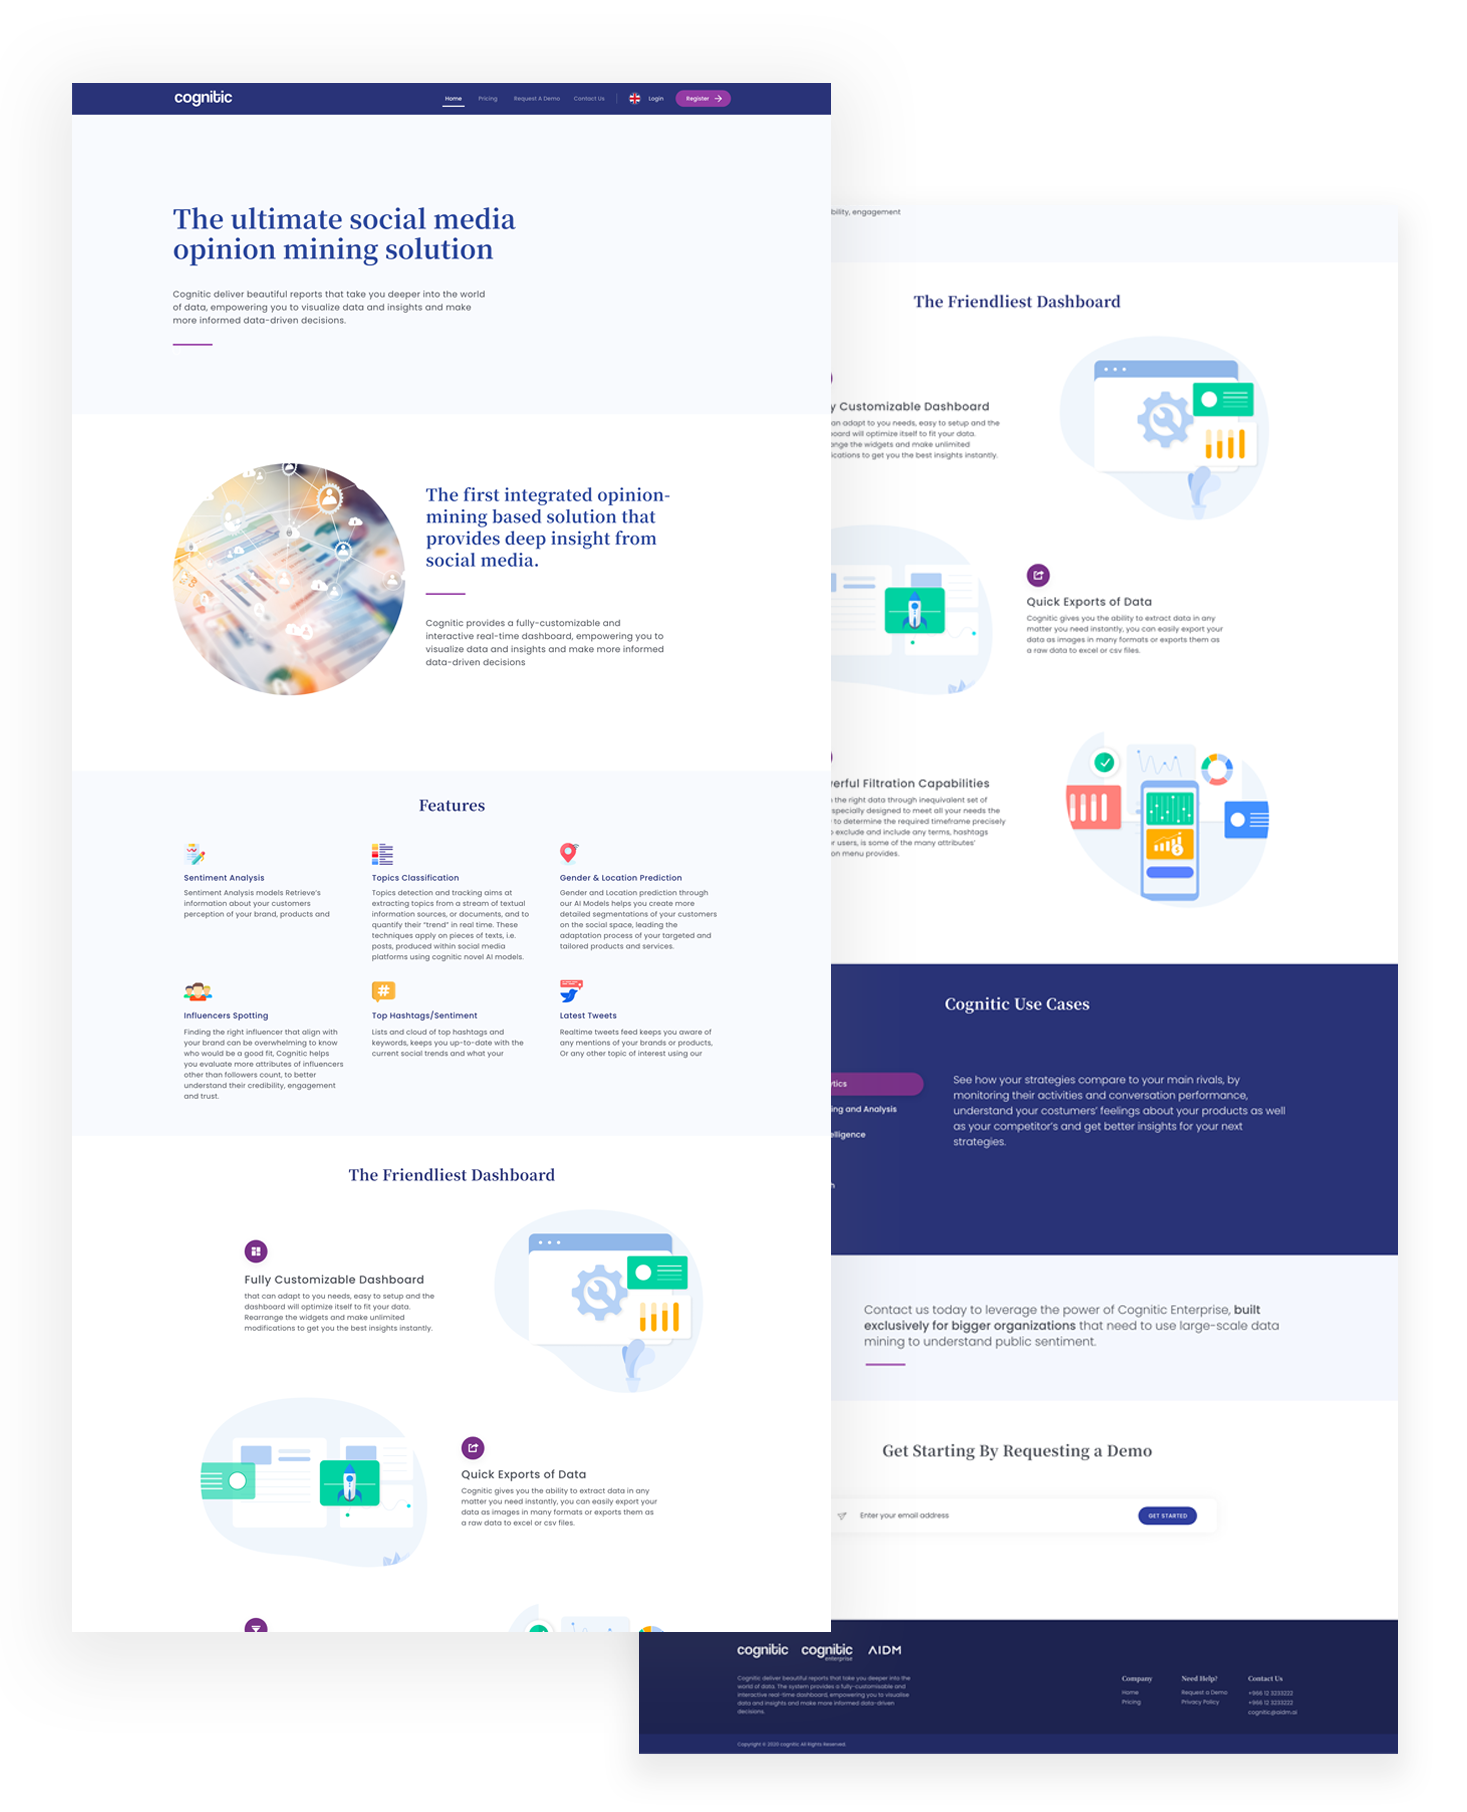 cognitic
Home Pricing Request A Demo Contact Us Login Register
The ultimate social media
opinion mining solution
Cognitic deliver beautiful reports that take you deeper into the world
of data, empowering you to visualize data and insights and make
more informed data-driven decisions.
The first integrated opinion-
mining based solution that
provides deep insight from
social media.
Cognitic provides a fully-customizable and
interactive real-time dashboard, empowering you to
visualize data and insights and make more informed
data-driven decisions
Features
Sentiment Analysis
Sentiment Analysis models Retrieve's
information about your customers
perception of your brand, products and
Topics Classification
Topics detection and tracking aims at
extracting topics from a stream of textual
information sources, or documents, and to
quantify their "trend" in real time. These
techniques apply on pieces of texts, i.e.
posts, produced within social media
platforms using cognitic novel AI models.
Gender & Location Prediction
Gender and Location prediction through
our AI Models helps you create more
detailed segmentations of your customers
on the social space, leading the
adaptation process of your targeted and
tailored products and services.
Influencers Spotting
Finding the right influencer that align with
your brand can be overwhelming to know
who would be a good fit, Cognitic helps
you evaluate more attributes of influencers
other than followers count, to better
understand their credibility, engagement
and trust.
#
Top Hashtags/Sentiment
Lists and cloud of top hashtags and
keywords, keeps you up-to-date with the
current social trends and what your
Latest Tweets
Realtime tweets feed keeps you aware of
any mentions of your brands or products,
Or any other topic of interest using our
The Friendliest Dashboard
Fully Customizable Dashboard
that can adapt to you needs, easy to setup and the
dashboard will optimize itself to fit your data.
Rearrange the widgets and make unlimited
modifications to get you the best insights instantly.
Quick Exports of Data
Cognitic gives you the ability to extract data in any
matter you need instantly, you can easily export your
data as images in many formats or exports them as
a raw data to excel or csv files.
bility, engagement
The Friendliest Dashboard
y Customizable Dashboard
an adapt to you needs, easy to setup and the
oard will optimize itself to fit your data.
ange the widgets and make unlimited
ications to get you the best insights instantly.
Quick Exports of Data
Cognitic gives you the ability to extract data in any
matter you need instantly, you can easily export your
data as images in many formats or exports them as
a raw data to excel or csv files.
erful Filtration Capabilities
the right data through inequivalent set of
specially designed to meet all your needs the
to determine the required timeframe precisely
exclude and include any terms, hashtags
r users, is some of the many attributes'
on menu provides.
Cognitic Use Cases
ytics
ing and Analysis
elligence
n
See how your strategies compare to your main rivals, by
monitoring their activities and conversation performance,
understand your costumers' feelings about your products as well
as your competitor's and get better insights for your next
strategies.
Contact us today to leverage the power of Cognitic Enterprise, built
exclusively for bigger organizations that need to use large-scale data
mining to understand public sentiment.
Get Starting By Requesting a Demo
Enter your email address GET STARTED
cognitic cognitic enterprise AIDM
Cognitic deliver beautiful reports that take you deeper into the
world of data. The system provides a fully-customisable and
interactive real-time dashboard, empowering you to visualise
data and insights and make more informed data-driven
decisions.
Company
Home
Pricing
Need Help?
Request a Demo
Privacy Policy
Contact Us
+966 12 3233222
+966 12 3233222
cognitic@aidm.ai
Copyright © 2020 cognitic All Rights Reserved.